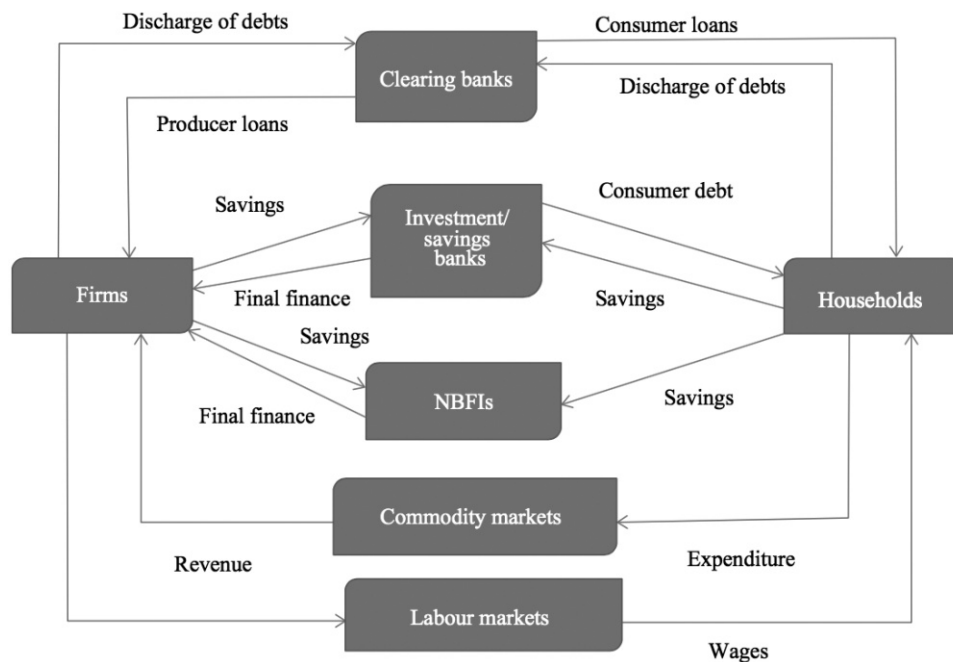 Discharge of debts
Consumer loans
Clearing banks
Discharge of debts
Producer loans
Savings
Consumer debt
Investment/
savings
banks
Firms
Final finance
Savings
Households
Savings
NBFIs
Savings
Final finance
Commodity markets
Revenue
Expenditure
Labour markets
Wages